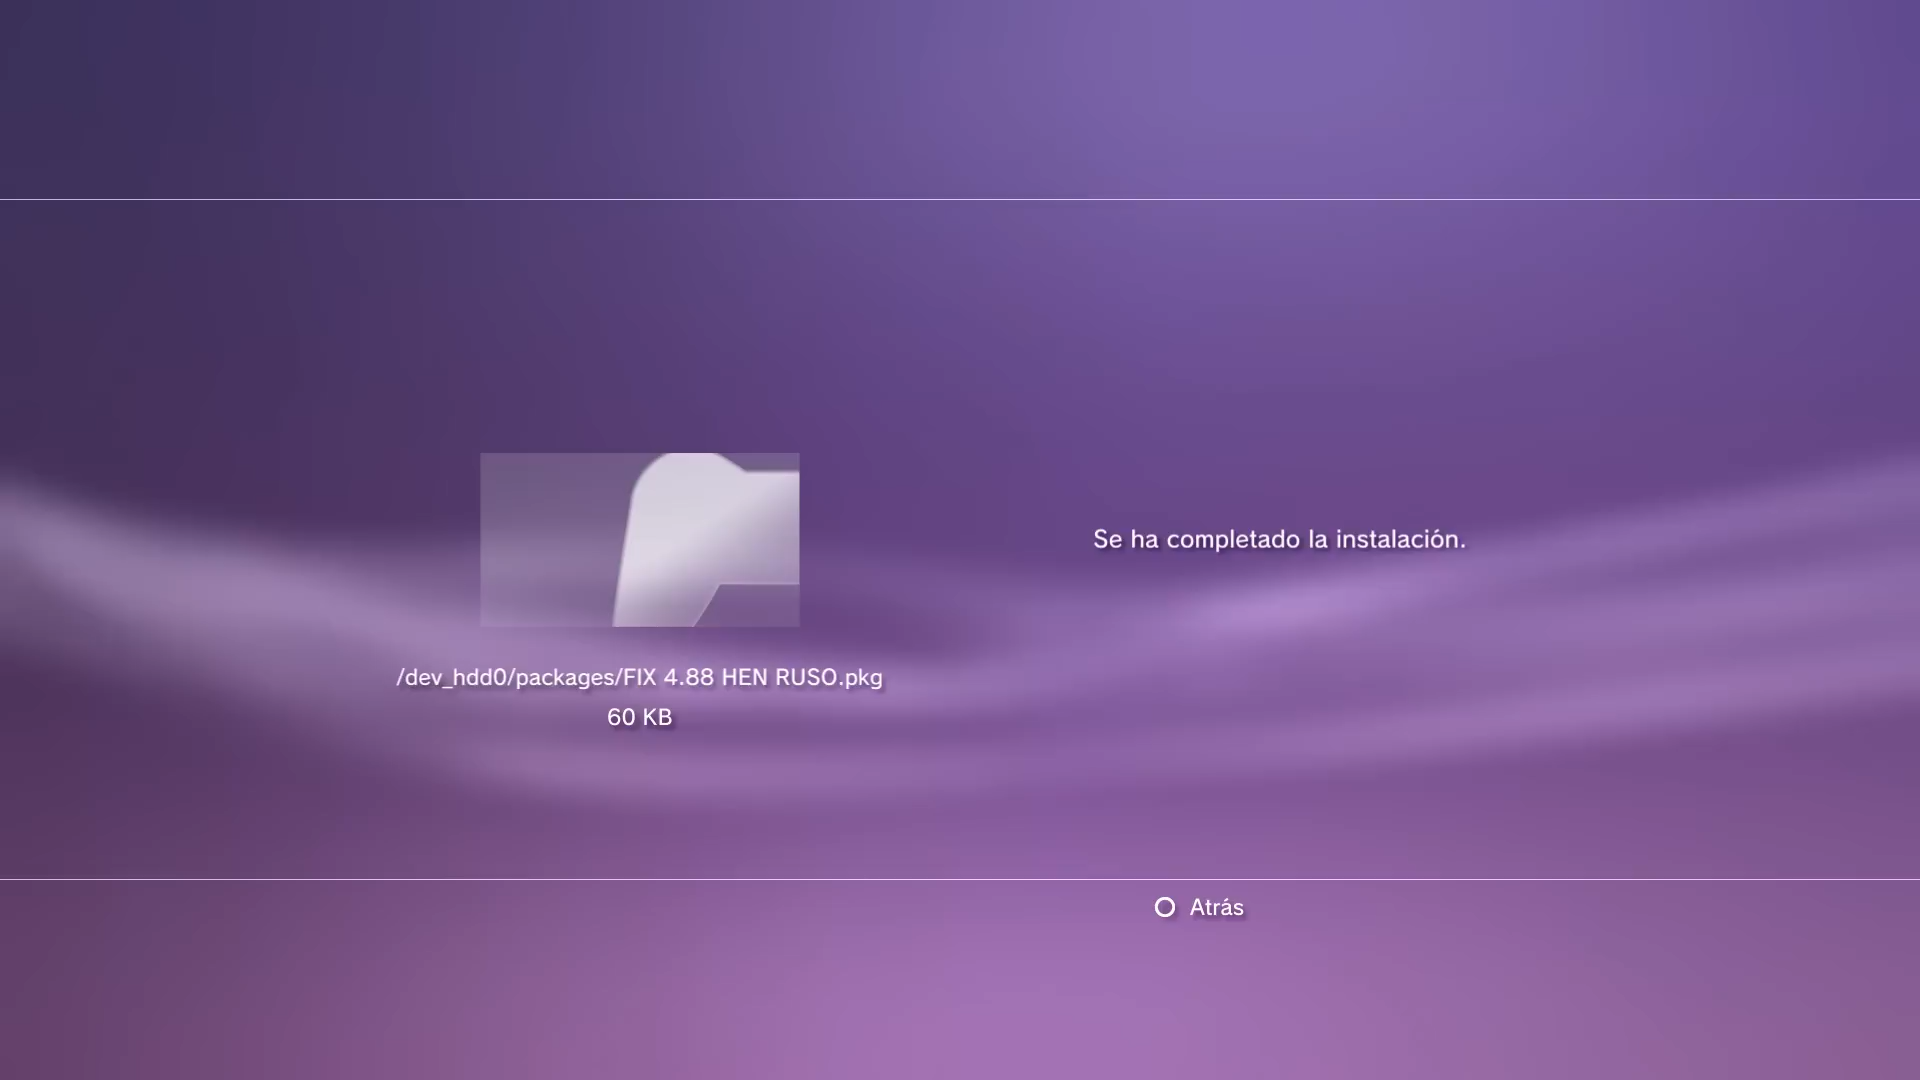 Se ha completado la instalación.
/dev_hdd0/packages/FIX 4.88 HEN RUSO.pkg
60 KB
Atrás